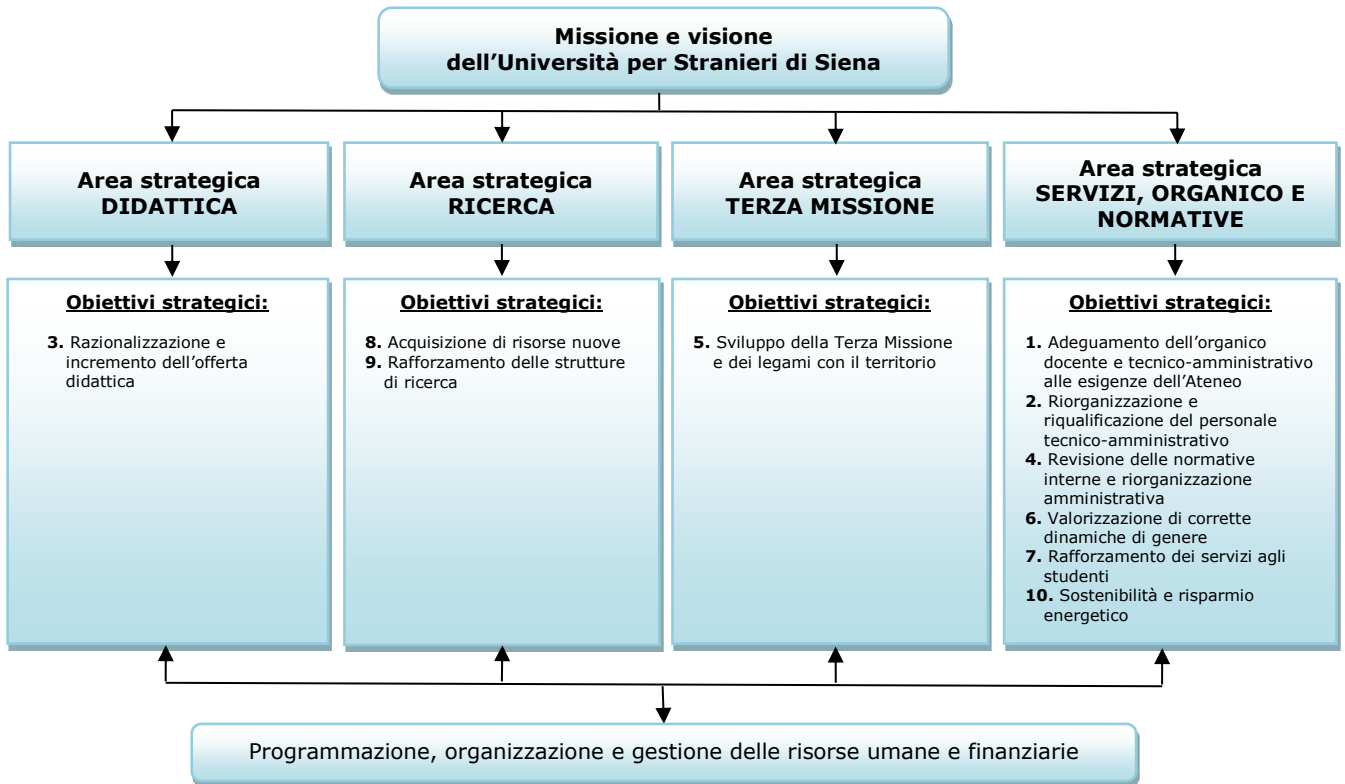 Missione e visione
dell’Università per Stranieri di Siena
Area strategica
DIDATTICA
Area strategica
RICERCA
Area strategica
TERZA MISSIONE
Area strategica
SERVIZI, ORGANICO E
NORMATIVE
Obiettivi strategici:
3. Razionalizzazione e
incremento dell’offerta
didattica
Obiettivi strategici:
8. Acquisizione di risorse nuove
9. Rafforzamento delle strutture
di ricerca
Obiettivi strategici:
5. Sviluppo della Terza Missione
e dei legami con il territorio
Obiettivi strategici:
1. Adeguamento dell’organico
docente e tecnico-amministrativo
alle esigenze dell’Ateneo
2. Riorganizzazione e
riqualificazione del personale
tecnico-amministrativo
4. Revisione delle normative
interne e riorganizzazione
amministrativa
6. Valorizzazione di corrette
dinamiche di genere
7. Rafforzamento dei servizi agli
studenti
10. Sostenibilità e risparmio
energetico
Programmazione, organizzazione e gestione delle risorse umane e finanziarie